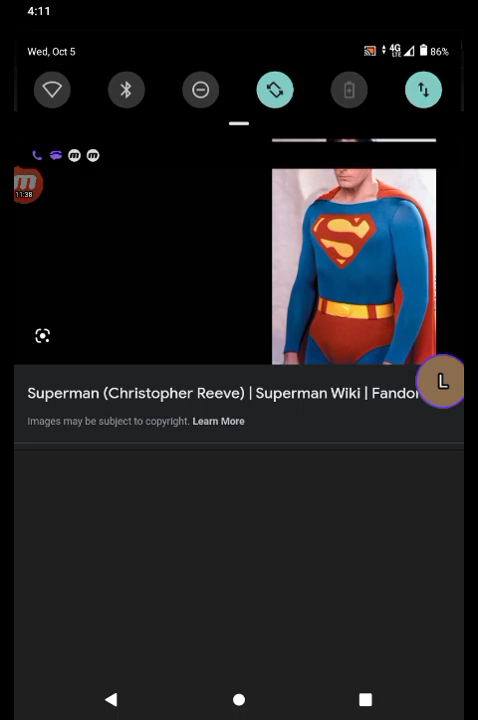 4:11
Wed, Oct 5
4G
LTE
86%
m m
m
11:38
S
L
Superman (Christopher Reeve) | Superman Wiki | Fandor
Images may be subject to copyright. Learn More